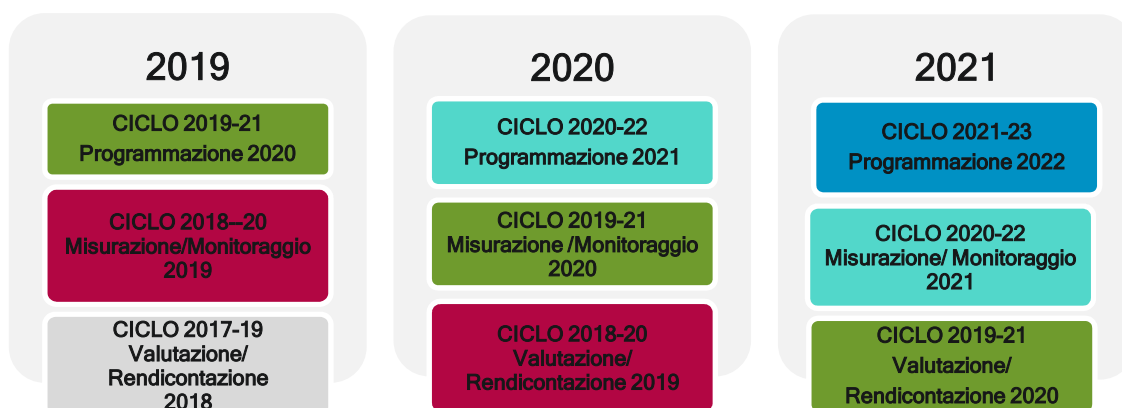 2019
CICLO 2019-21
Programmazione 2020
CICLO 2018–20
Misurazione/Monitoraggio
2019
CICLO 2017-19
Valutazione/
Rendicontazione
2018
2020
CICLO 2020-22
Programmazione 2021
CICLO 2019-21
Misurazione /Monitoraggio
2020
CICLO 2018-20
Valutazione/
Rendicontazione 2019
2021
CICLO 2021-23
Programmazione 2022
CICLO 2020-22
Misurazione/ Monitoraggio
2021
CICLO 2019-21
Valutazione/
Rendicontazione 2020